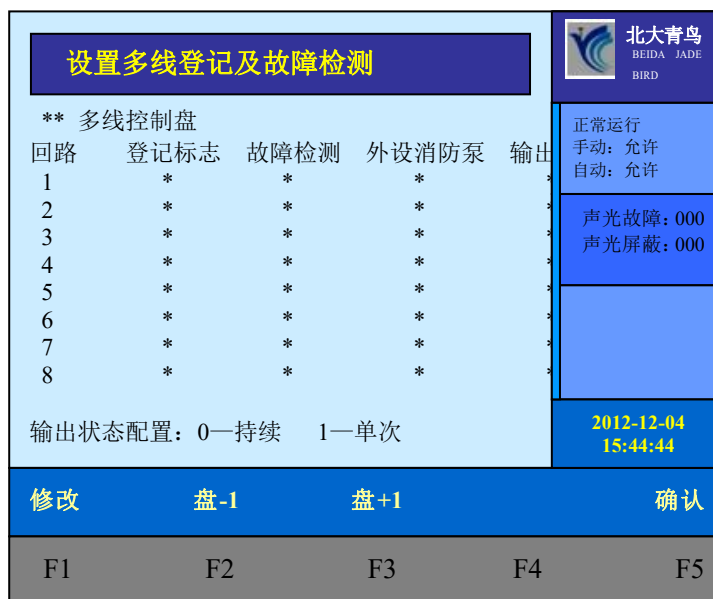 设置多线登记及故障检测
北大青鸟
BEIDA JADE
BIRD
** 多线控制盘
回路 登记标志 故障检测 外设消防泵 输出
1 * * * *
2 * * * *
3 * * * *
4 * * * *
5 * * * *
6 * * * *
7 * * * *
8 * * * *
输出状态配置：0—持续 1—单次
正常运行
手动：允许
自动：允许
声光故障：000
声光屏蔽：000
2012-12-04
15:44:44
修改 盘-1 盘+1 确认
F1 F2 F3 F4 F5